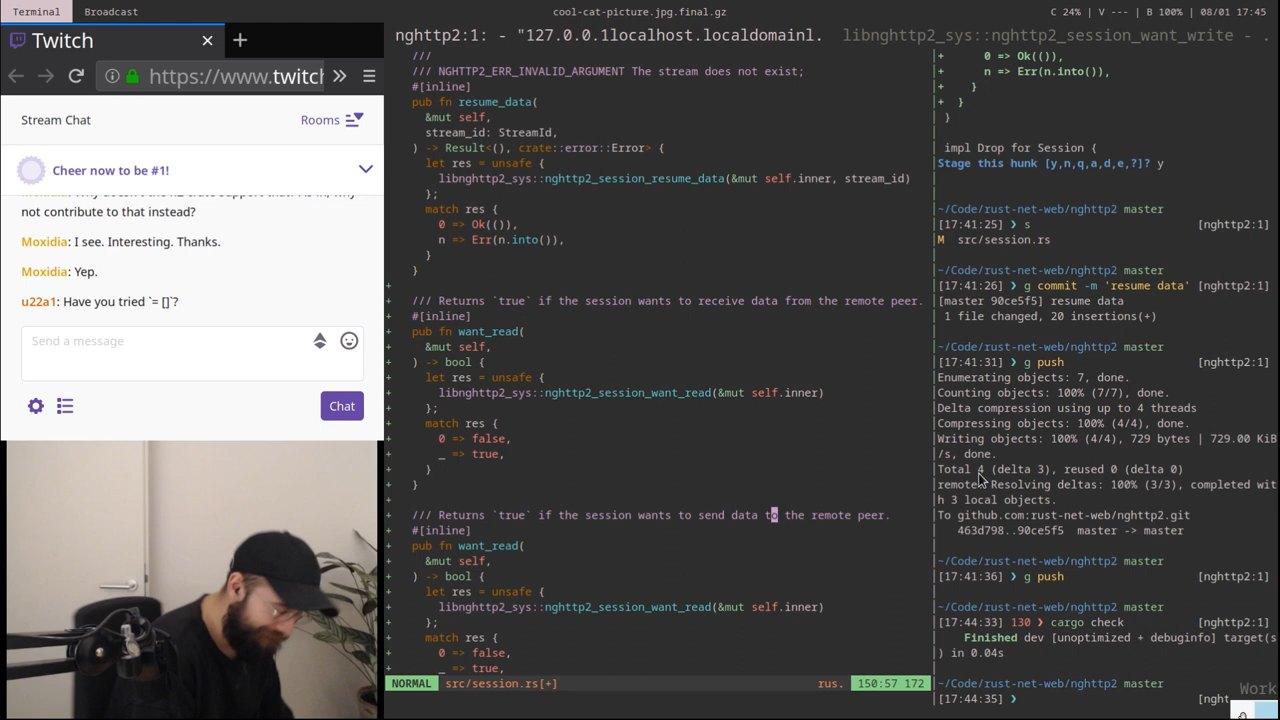 Terminal
Broadcast
cool-cat-picture.jpg.final.gz
C 24% | V --- | B 100% | 08/01 17:45
Twitch
https://www.twitch
Stream Chat
Rooms
Cheer now to be #1!
not contribute to that instead?
Moxidia: I see. Interesting. Thanks.
Moxidia: Yep.
u22a1: Have you tried `= []`?
Send a message
Chat
nghttp2:1: - "127.0.0.1localhost.localdomainl.
libnghttp2_sys::nghttp2_session_want_write - .
///
/// NGHTTP2_ERR_INVALID_ARGUMENT The stream does not exist;
#[inline]
pub fn resume_data(
&mut self,
stream_id: StreamId,
) -> Result<(), crate::error::Error> {
let res = unsafe {
libnghttp2_sys::nghttp2_session_resume_data(&mut self.inner, stream_id)
};
match res {
0 => Ok(()),
n => Err(n.into()),
}
}
+
+ /// Returns `true` if the session wants to receive data from the remote peer.
+ #[inline]
+ pub fn want_read(
+ &mut self,
+ ) -> bool {
+ let res = unsafe {
+ libnghttp2_sys::nghttp2_session_want_read(&mut self.inner)
+ };
+ match res {
+ 0 => false,
+ _ => true,
+ }
+ }
+
+ /// Returns `true` if the session wants to send data to the remote peer.
+ #[inline]
+ pub fn want_read(
+ &mut self,
+ ) -> bool {
+ let res = unsafe {
+ libnghttp2_sys::nghttp2_session_want_read(&mut self.inner)
+ };
+ match res {
+ 0 => false,
+ _ => true,
NORMAL src/session.rs[+] rus. 150:57 172
+ 0 => Ok(()),
+ n => Err(n.into()),
+ }
+ }
}
impl Drop for Session {
Stage this hunk [y,n,q,a,d,e,?]? y
~/Code/rust-net-web/nghttp2 master
[17:41:25] ❯ s [nghttp2:1]
M src/session.rs
~/Code/rust-net-web/nghttp2 master
[17:41:26] ❯ g commit -m 'resume data' [nghttp2:1]
[master 90ce5f5] resume data
1 file changed, 20 insertions(+)
~/Code/rust-net-web/nghttp2 master
[17:41:31] ❯ g push [nghttp2:1]
Enumerating objects: 7, done.
Counting objects: 100% (7/7), done.
Delta compression using up to 4 threads
Compressing objects: 100% (4/4), done.
Writing objects: 100% (4/4), 729 bytes | 729.00 KiB
/s, done.
Total 4 (delta 3), reused 0 (delta 0)
remote: Resolving deltas: 100% (3/3), completed wit
h 3 local objects.
To github.com:rust-net-web/nghttp2.git
463d798..90ce5f5 master -> master
~/Code/rust-net-web/nghttp2 master
[17:41:36] ❯ g push [nghttp2:1]
~/Code/rust-net-web/nghttp2 master
[17:44:33] 130 ❯ cargo check [nghttp2:1]
Finished dev [unoptimized + debuginfo] target(s
) in 0.04s
~/Code/rust-net-web/nghttp2 master
[17:44:35] ❯ [nght
Work